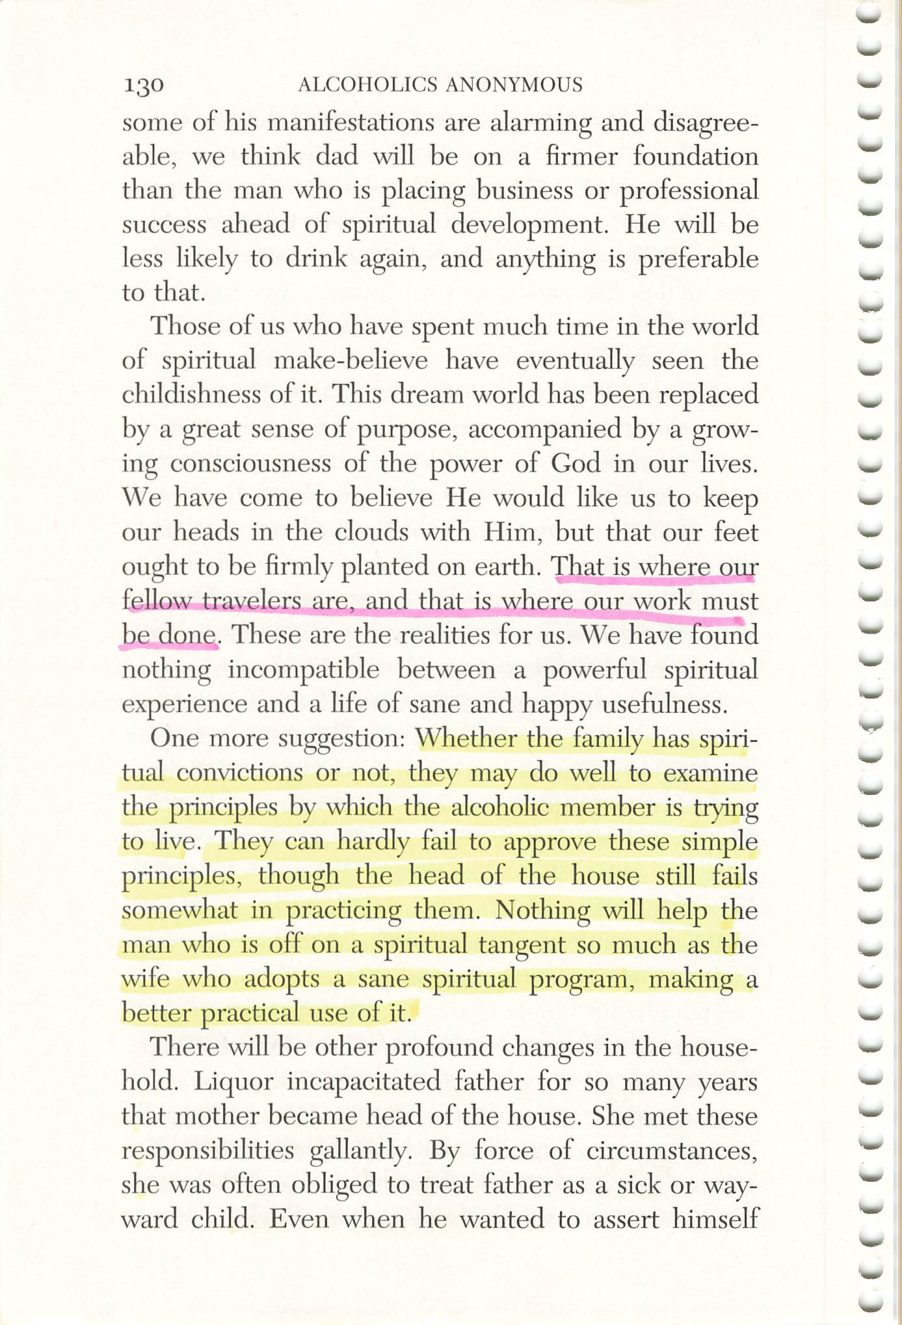 130 ALCOHOLICS ANONYMOUS
some of his manifestations are alarming and disagree-
able, we think dad will be on a firmer foundation
than the man who is placing business or professional
success ahead of spiritual development. He will be
less likely to drink again, and anything is preferable
to that.
Those of us who have spent much time in the world
of spiritual make-believe have eventually seen the
childishness of it. This dream world has been replaced
by a great sense of purpose, accompanied by a grow-
ing consciousness of the power of God in our lives.
We have come to believe He would like us to keep
our heads in the clouds with Him, but that our feet
ought to be firmly planted on earth. That is where our
fellow travelers are, and that is where our work must
be done. These are the realities for us. We have found
nothing incompatible between a powerful spiritual
experience and a life of sane and happy usefulness.
One more suggestion: Whether the family has spiri-
tual convictions or not, they may do well to examine
the principles by which the alcoholic member is trying
to live. They can hardly fail to approve these simple
principles, though the head of the house still fails
somewhat in practicing them. Nothing will help the
man who is off on a spiritual tangent so much as the
wife who adopts a sane spiritual program, making a
better practical use of it.
There will be other profound changes in the house-
hold. Liquor incapacitated father for so many years
that mother became head of the house. She met these
responsibilities gallantly. By force of circumstances,
she was often obliged to treat father as a sick or way-
ward child. Even when he wanted to assert himself